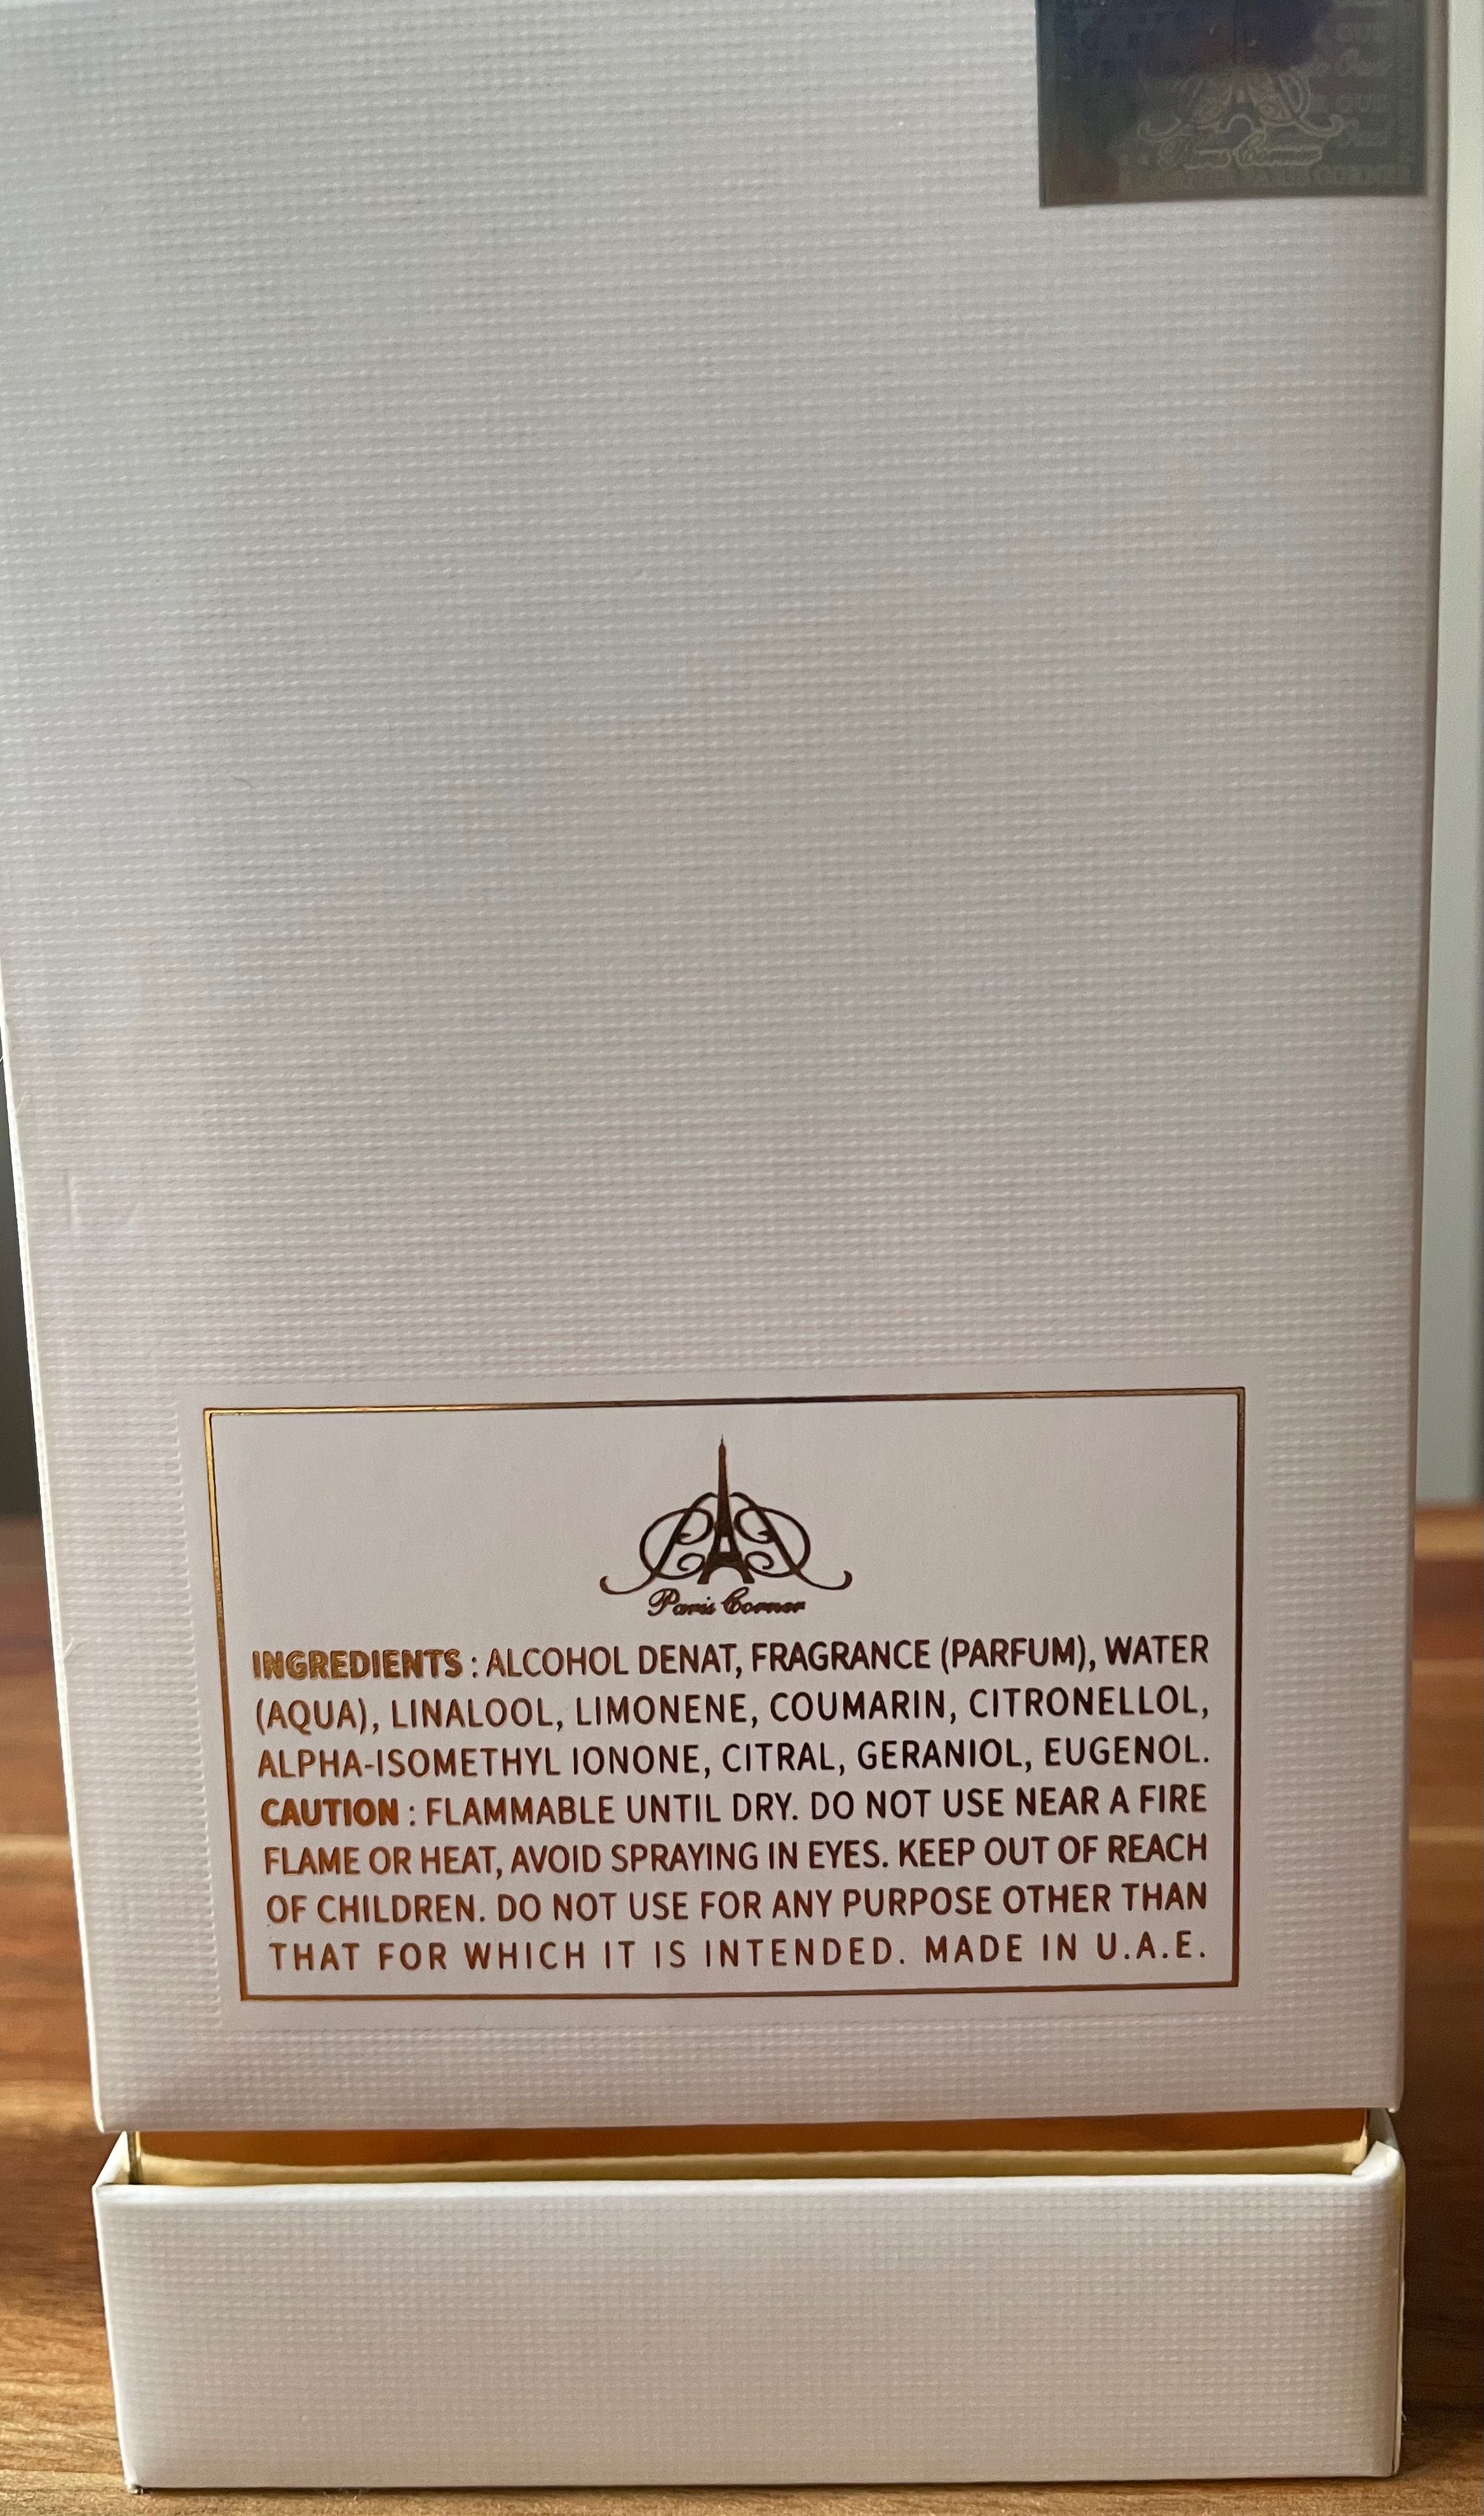 Paris Corner
Paris Corner
INGREDIENTS : ALCOHOL DENAT, FRAGRANCE (PARFUM), WATER
(AQUA), LINALOOL, LIMONENE, COUMARIN, CITRONELLOL,
ALPHA-ISOMETHYL IONONE, CITRAL, GERANIOL, EUGENOL.
CAUTION : FLAMMABLE UNTIL DRY. DO NOT USE NEAR A FIRE
FLAME OR HEAT, AVOID SPRAYING IN EYES. KEEP OUT OF REACH
OF CHILDREN. DO NOT USE FOR ANY PURPOSE OTHER THAN
THAT FOR WHICH IT IS INTENDED. MADE IN U.A.E.